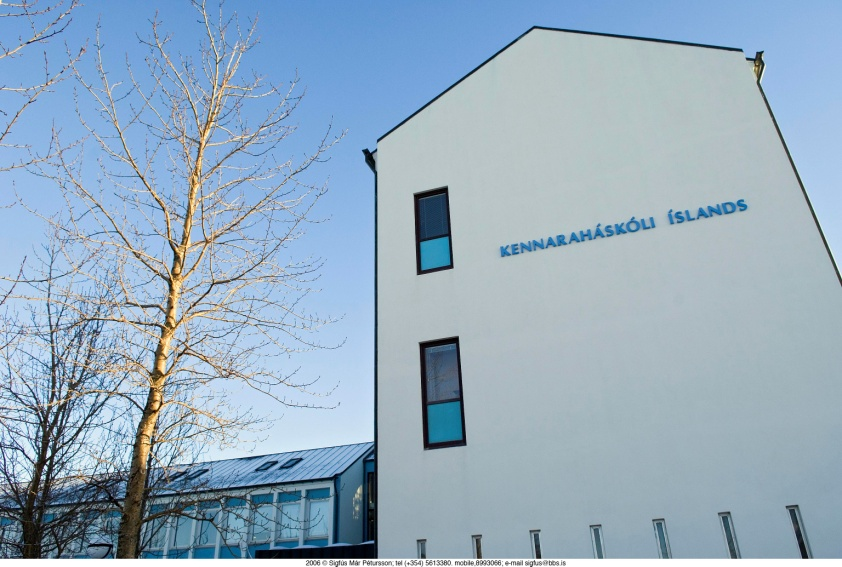 KENNARAHÁSKÓLI ÍSLANDS
2006 © Sigfús Már Pétursson; tel (+354) 5613380. mobile,8993066; e-mail sigfus@bbs.is